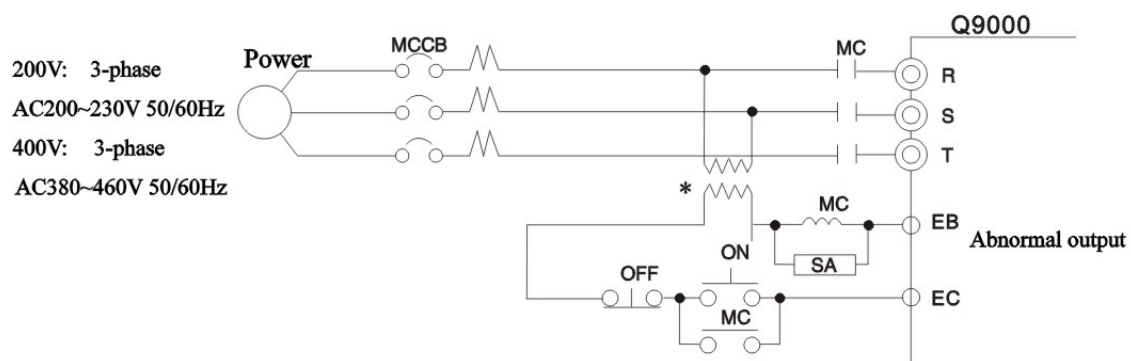 Q9000
Power
MCCB
MC
200V: 3-phase
R
AC200~230V 50/60Hz
S
400V: 3-phase
T
AC380~460V 50/60Hz
*
MC
EB
Abnormal output
ON
SA
OFF
EC
MC